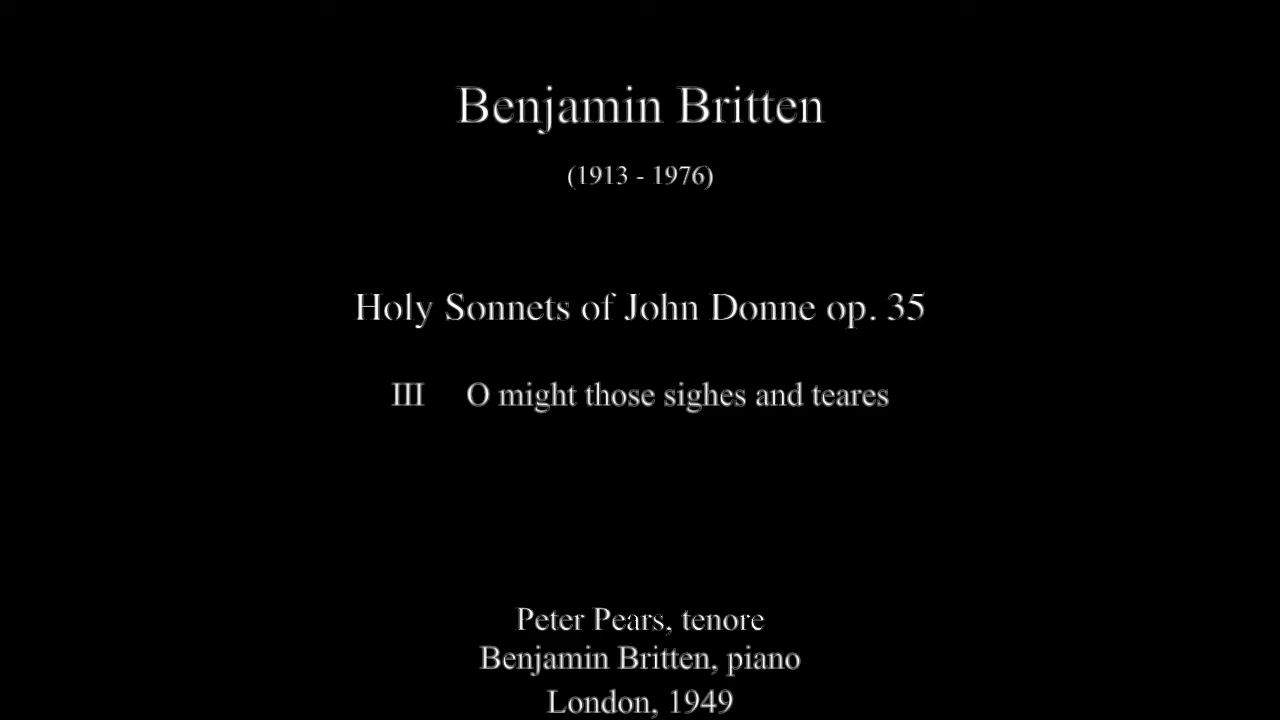 Benjamin Britten
(1913 - 1976)
Holy Sonnets of John Donne op. 35
III O might those sighes and teares
Peter Pears, tenore
Benjamin Britten, piano
London, 1949